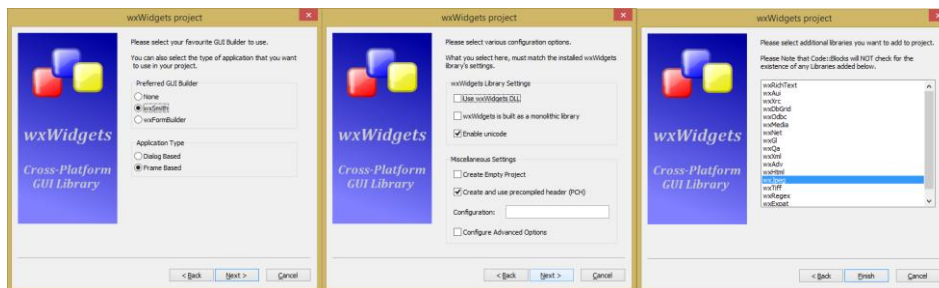 wxWidgets project
Please select your favourite GUI Builder to use.
You can also select the type of application that you want
to use in your project.
Preferred GUI Builder
None
wxSmith
wxFormBuilder
Application Type
Dialog Based
Frame Based
wxWidgets
Cross-Platform
GUI Library
< Back
Next >
Cancel
wxWidgets project
Please select various configuration options.
What you select here, must match the installed wxWidgets
library's settings.
wxWidgets Library Settings
Use wxWidgets DLL
wxWidgets is built as a monolithic library
Enable unicode
Miscellaneous Settings
Create Empty Project
Create and use precompiled header (PCH)
Configuration:
Configure Advanced Options
wxWidgets
Cross-Platform
GUI Library
< Back
Next >
Cancel
wxWidgets project
Please select additional libraries you want to add to project.
Please Note that Code::Blocks will NOT check for the
existence of any Libraries added below.
wxRichText
wxAui
wxXrc
wxDbGrid
wxOdbc
wxMedia
wxNet
wxGl
wxQa
wxXml
wxAdv
wxHtml
wxJpeg
wxTiff
wxRegex
wxExpat
wxWidgets
Cross-Platform
GUI Library
< Back
Finish
Cancel